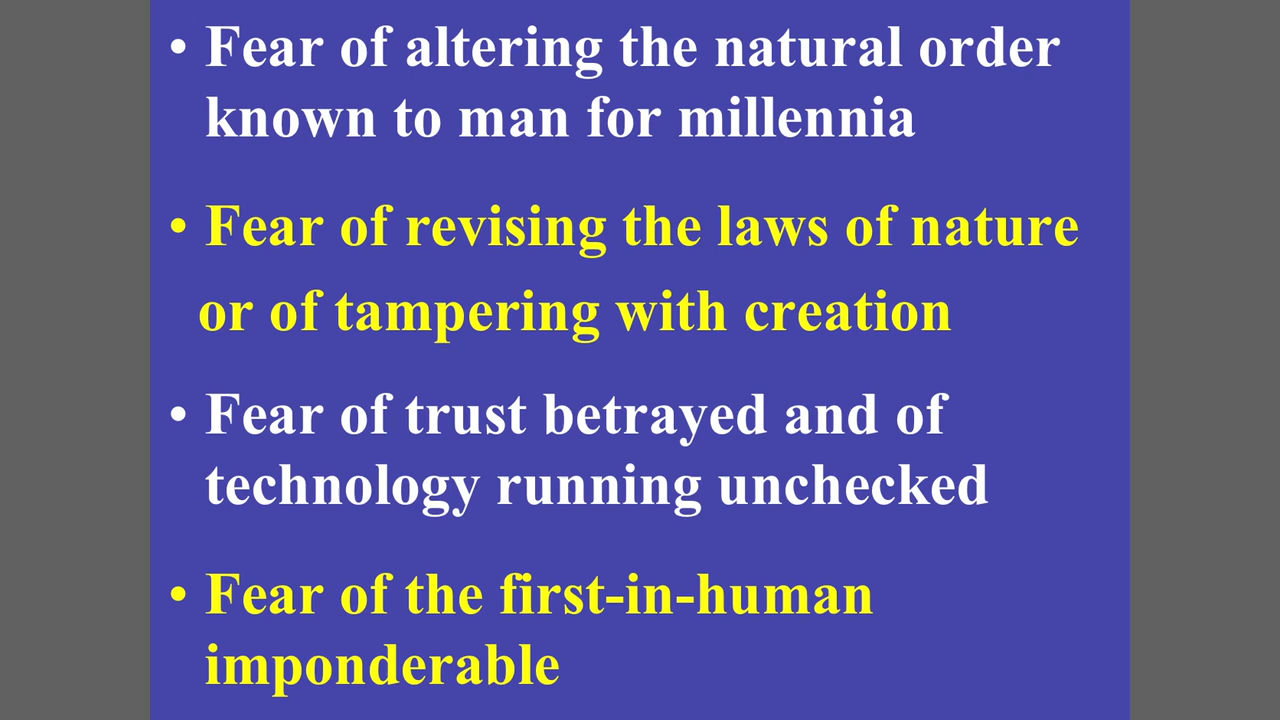 • Fear of altering the natural order
known to man for millennia
• Fear of revising the laws of nature
or of tampering with creation
• Fear of trust betrayed and of
technology running unchecked
• Fear of the first-in-human
imponderable